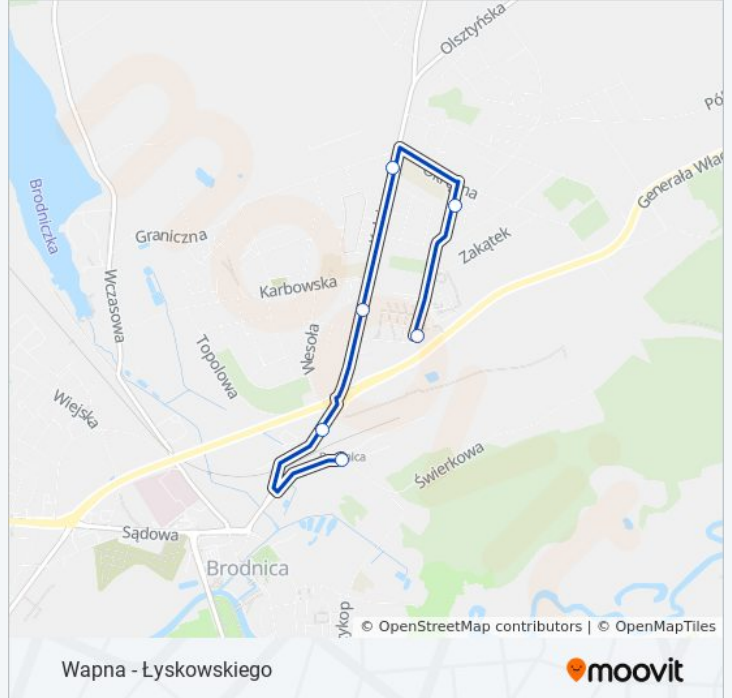 Olsztyńska
Generała
Brodniczka
Graniczna
Zakątek
Karbowska
Wczasowa
Wesoła
Topolowa
Wiejska
Świerkowa
Sądowa
Brodnica
© OpenStreetMap contributors | © OpenMapTiles
Wapna - Łyskowskiego
moovit